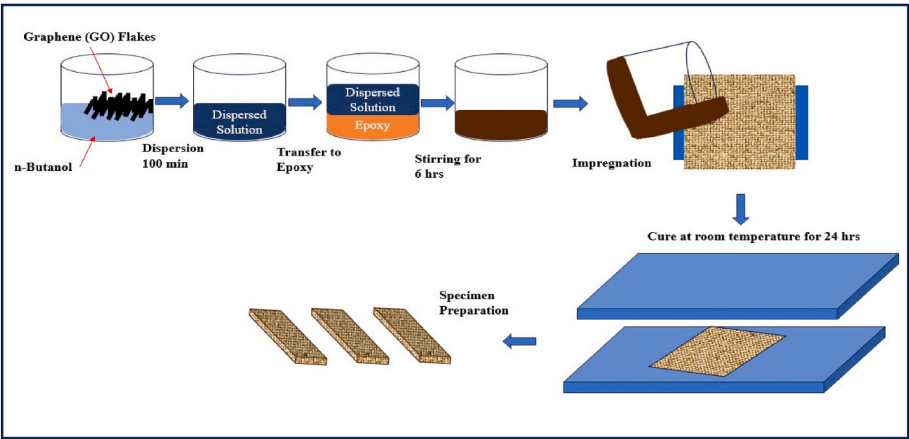 Graphene (GO) Flakes
n-Butanol
Dispersion
100 min
Dispersed
Solution
Transfer to
Epoxy
Dispersed
Solution
Epoxy
Stirring for
6 hrs
Impregnation
Cure at room temperature for 24 hrs
Specimen
Preparation